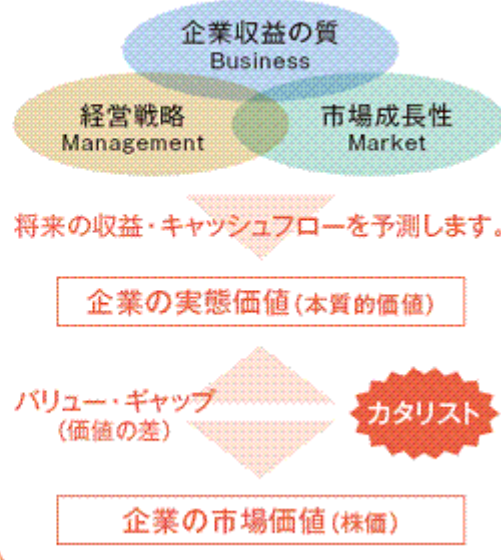 企業収益の質
Business
経営戦略
Management
市場成長性
Market
将来の収益・キャッシュフローを予測します。
企業の実態価値(本質的価値)
バリュー・ギャップ
(価値の差)
カタリスト
企業の市場価値(株価)